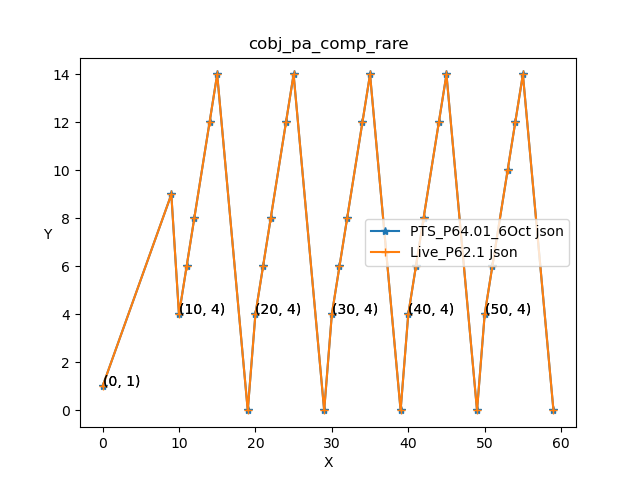 cobj_pa_comp_rare
14
12
10
8
6
4
2
0
Y
PTS_P64.01_6Oct json
Live_P62.1 json
(10, 4) (20, 4) (30, 4) (40, 4) (50, 4)
(0, 1)
0 10 20 30 40 50 60
X